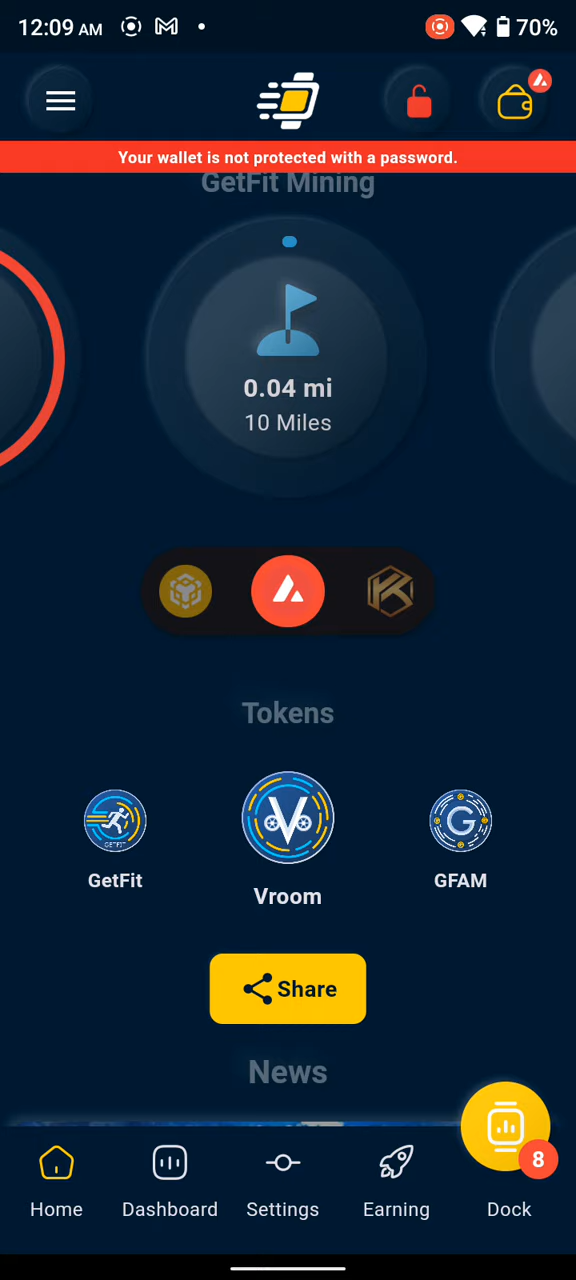 12:09 AM
70%
Your wallet is not protected with a password.
GetFit Mining
0.04 mi
10 Miles
Tokens
GETFIT
V
G
GetFit
Vroom
GFAM
Share
News
8
Home
Dashboard
Settings
Earning
Dock